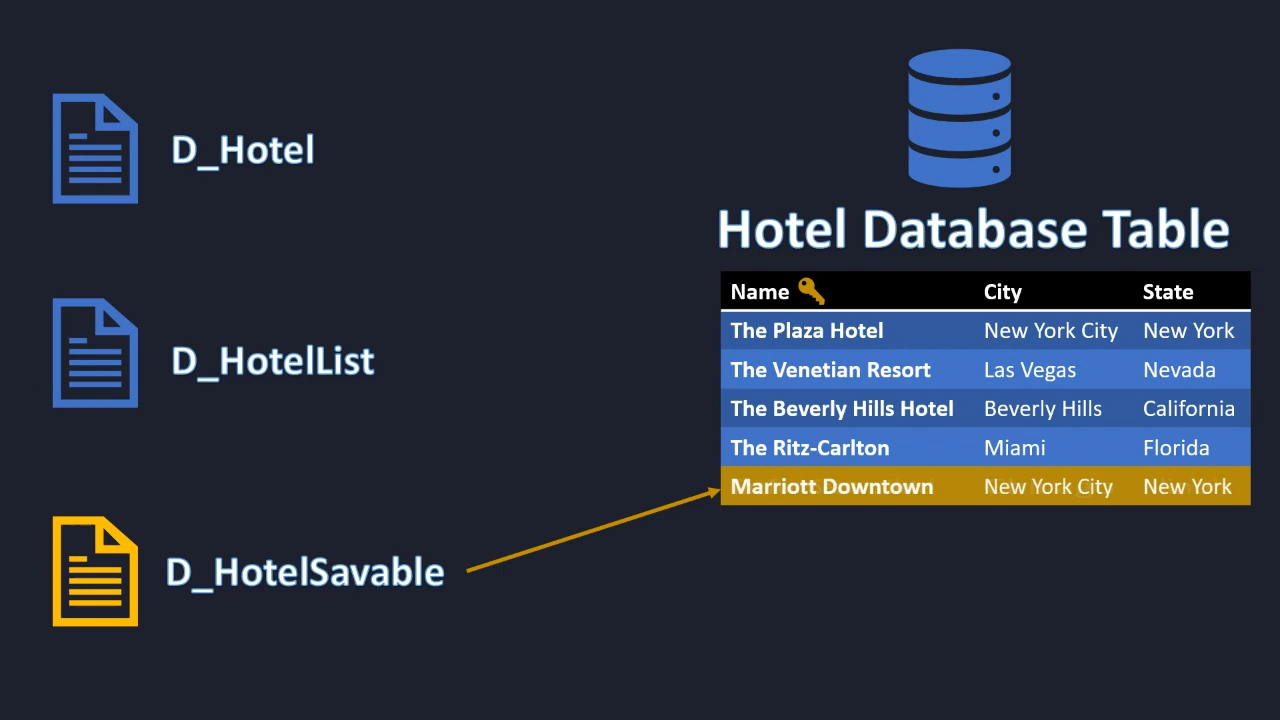 D_Hotel
D_HotelList
D_HotelSavable
Hotel Database Table
Name City State
The Plaza Hotel New York City New York
The Venetian Resort Las Vegas Nevada
The Beverly Hills Hotel Beverly Hills California
The Ritz-Carlton Miami Florida
Marriott Downtown New York City New York